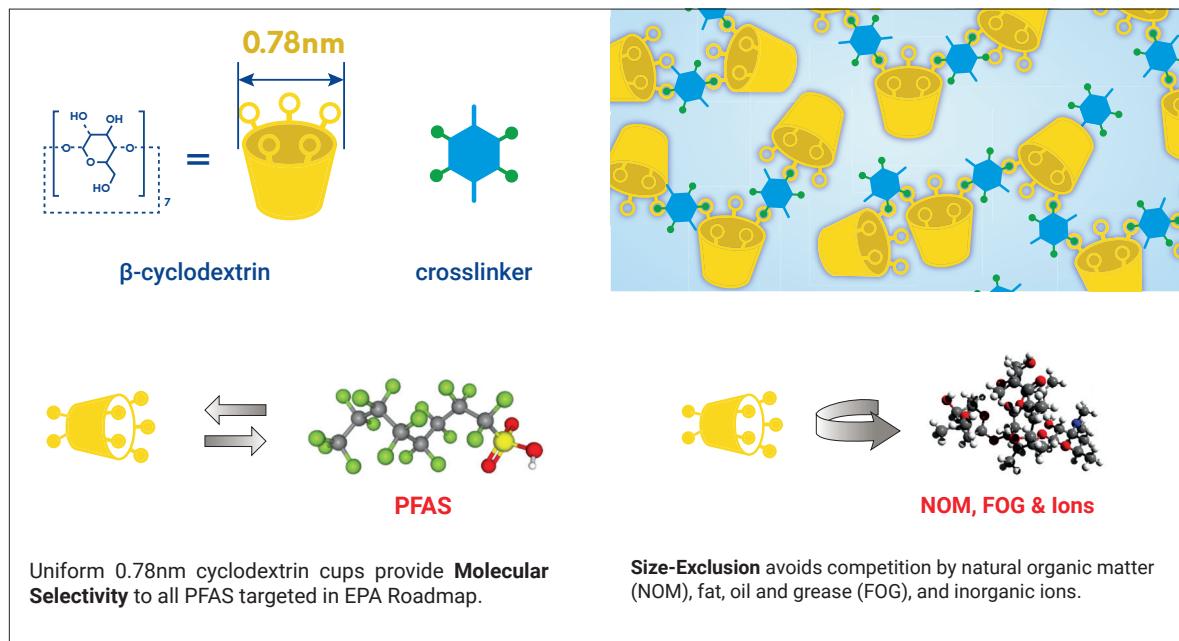 0.78nm
HO
OH
HO
O
O
O
7
=
β-cyclodextrin
crosslinker
PFAS
NOM, FOG & Ions
Uniform 0.78nm cyclodextrin cups provide Molecular
Selectivity to all PFAS targeted in EPA Roadmap.
Size-Exclusion avoids competition by natural organic matter
(NOM), fat, oil and grease (FOG), and inorganic ions.